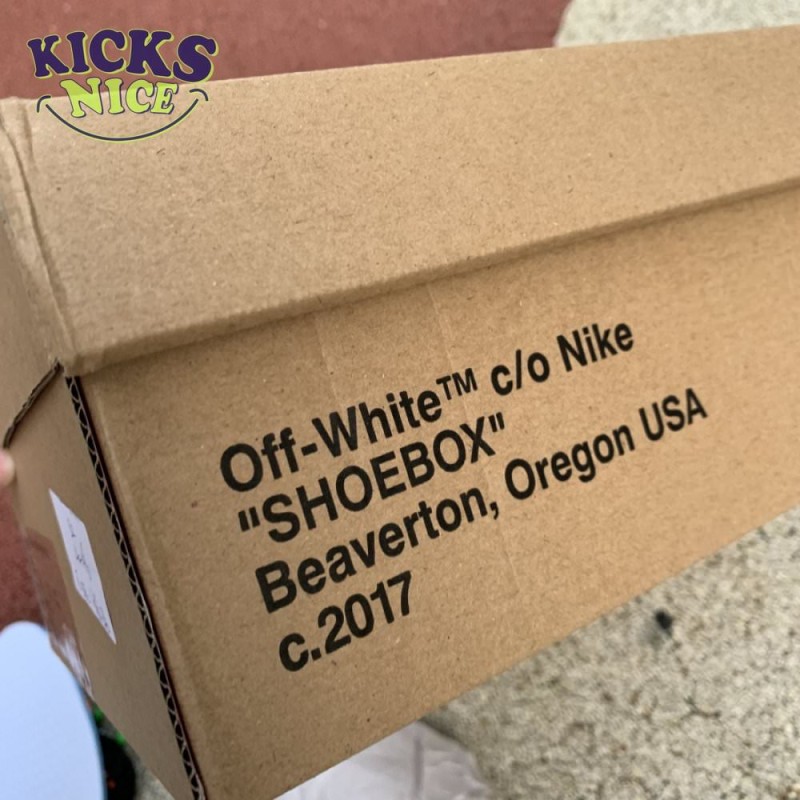 KICKS
NICE
Off-White™ c/o Nike
"SHOEBOX"
Beaverton, Oregon USA
c.2017